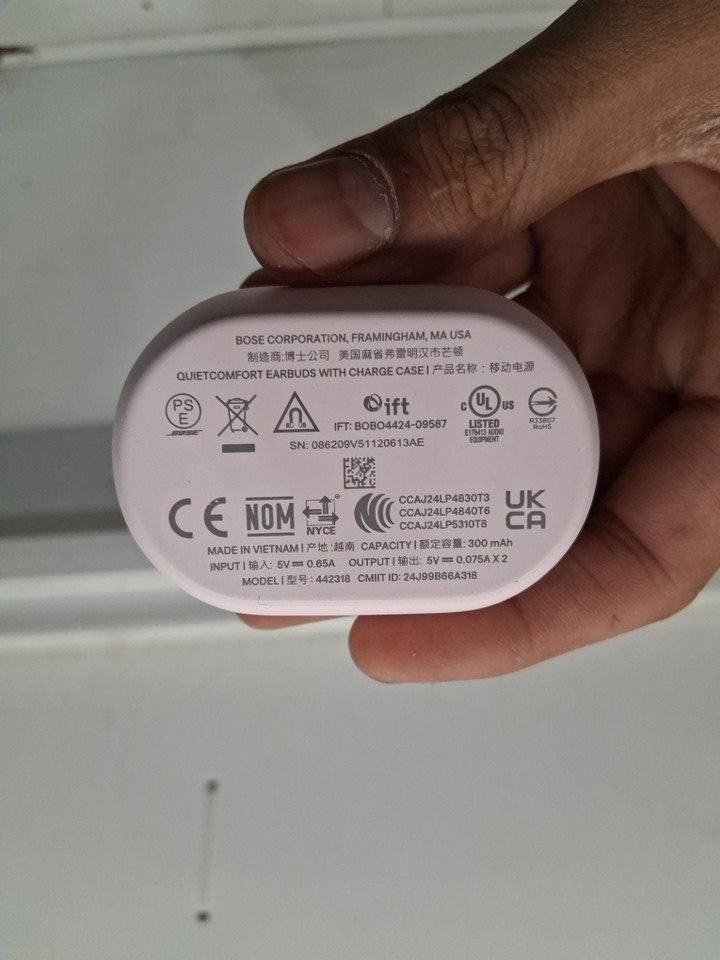 BOSE CORPORATION, FRAMINGHAM, MA USA
制造商:博士公司 美国麻省弗雷明汉市芒顿
QUIETCOMFORT EARBUDS WITH CHARGE CASE | 产品名称：移动电源
PS E BOSE
ift
IFT: BOBO4424-09587
c UL US LISTED E176413 AUDIO EQUIPMENT
R33807 RoHS
SN: 086209V51120613AE
CE NOM NYCE
CCAJ24LP4830T3
CCAJ24LP4840T6
CCAJ24LP5310T8
UK CA
MADE IN VIETNAM | 产地:越南 CAPACITY | 额定容量: 300 mAh
INPUT | 输入: 5V⎓0.65A OUTPUT | 输出: 5V⎓0.075A X 2
MODEL | 型号: 442318 CMIIT ID: 24J99B66A318